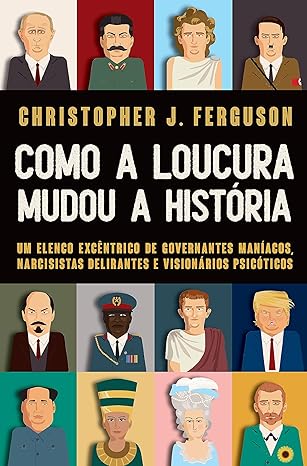 CHRISTOPHER J. FERGUSON
COMO A LOUCURA
MUDOU A HISTÓRIA
UM ELENCO EXCÊNTRICO DE GOVERNANTES MANÍACOS,
NARCISISTAS DELIRANTES E VISIONÁRIOS PSICÓTICOS